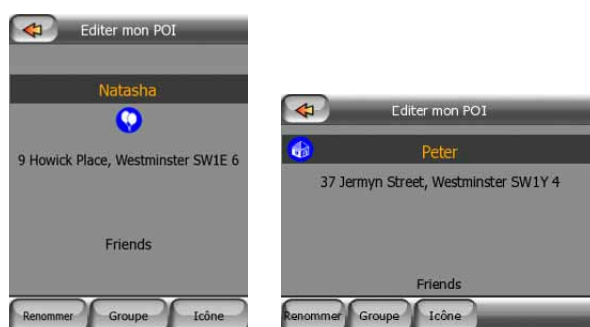 Editer mon POI
Natasha
9 Howick Place, Westminster SW1E 6
Friends
Renommer Groupe Icône
Editer mon POI
Peter
37 Jermyn Street, Westminster SW1Y 4
Friends
Renommer Groupe Icône